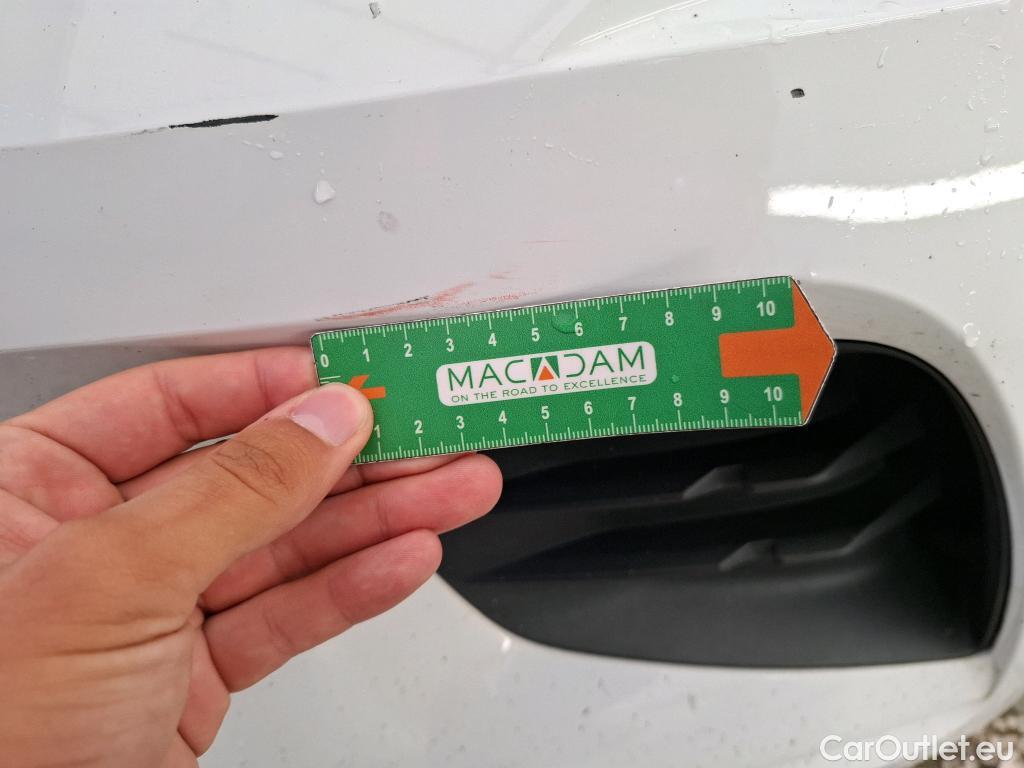 0 1 2 3 4 5 6 7 8 9 10
MACADAM
ON THE ROAD TO EXCELLENCE
1 2 3 4 5 6 7 8 9 10
CarOutlet.eu